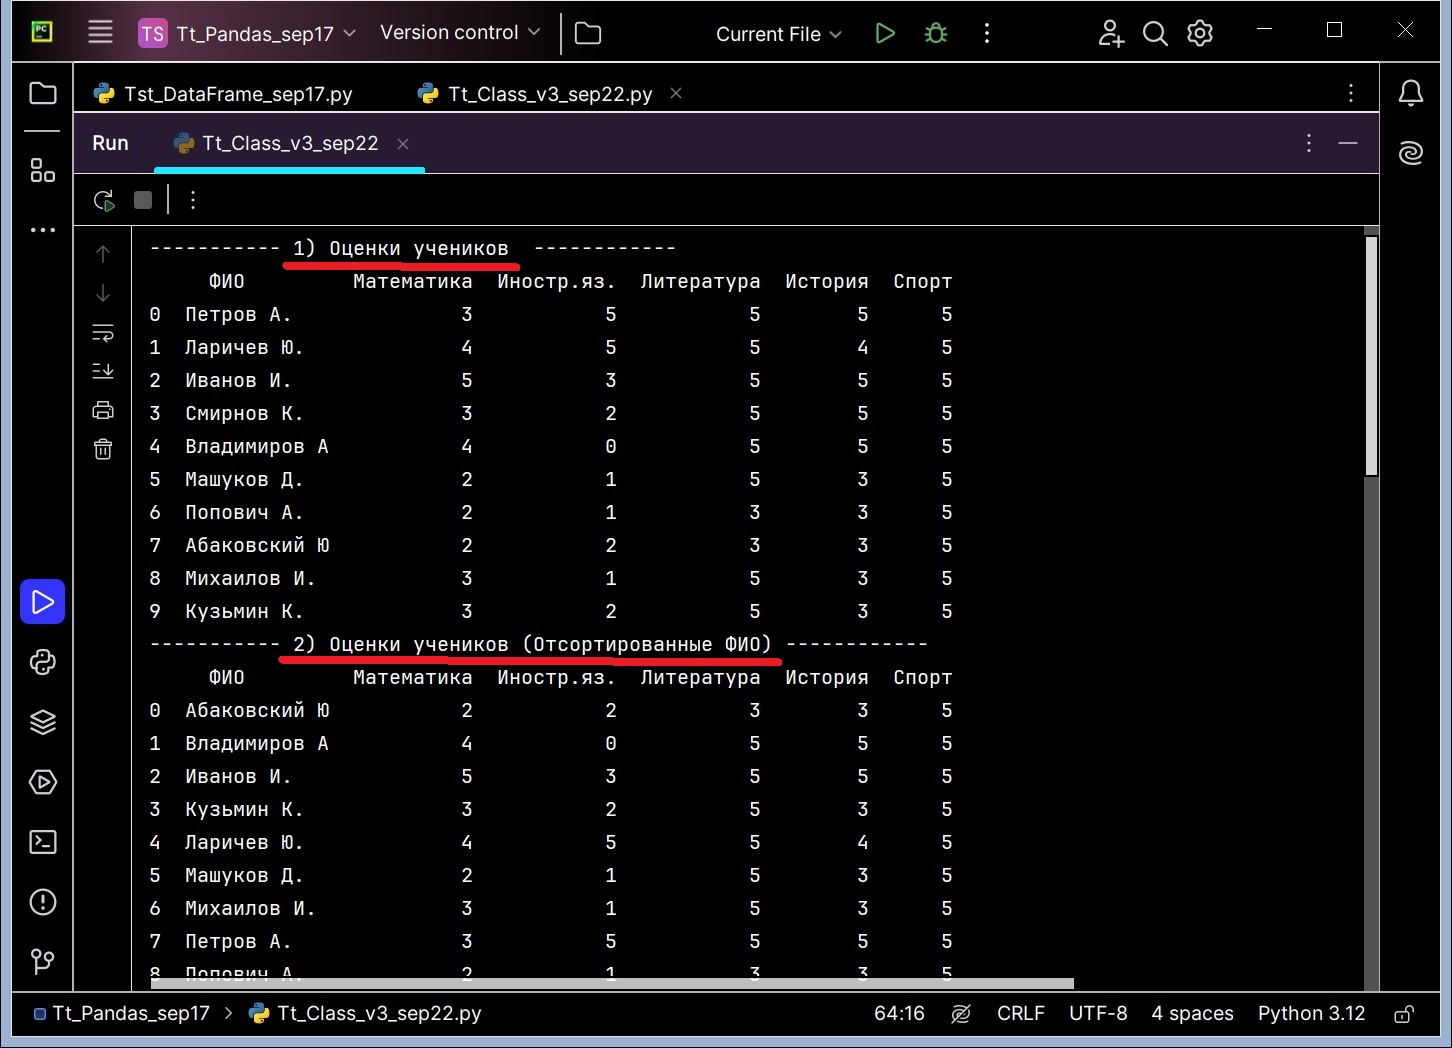 PC
TS Tt_Pandas_sep17 Version control Current File
Tst_DataFrame_sep17.py Tt_Class_v3_sep22.py
Run Tt_Class_v3_sep22
----------- 1) Оценки учеников ------------
ФИО Математика Иностр.яз. Литература История Спорт
0 Петров А. 3 5 5 5 5
1 Ларичев Ю. 4 5 5 4 5
2 Иванов И. 5 3 5 5 5
3 Смирнов К. 3 2 5 5 5
4 Владимиров А 4 0 5 5 5
5 Машуков Д. 2 1 5 3 5
6 Попович А. 2 1 3 3 5
7 Абаковский Ю 2 2 3 3 5
8 Михаилов И. 3 1 5 3 5
9 Кузьмин К. 3 2 5 3 5
----------- 2) Оценки учеников (Отсортированные ФИО) ------------
ФИО Математика Иностр.яз. Литература История Спорт
0 Абаковский Ю 2 2 3 3 5
1 Владимиров А 4 0 5 5 5
2 Иванов И. 5 3 5 5 5
3 Кузьмин К. 3 2 5 3 5
4 Ларичев Ю. 4 5 5 4 5
5 Машуков Д. 2 1 5 3 5
6 Михаилов И. 3 1 5 3 5
7 Петров А. 3 5 5 5 5
8 Попович А. 2 1 3 3 5
Tt_Pandas_sep17 > Tt_Class_v3_sep22.py 64:16 CRLF UTF-8 4 spaces Python 3.12